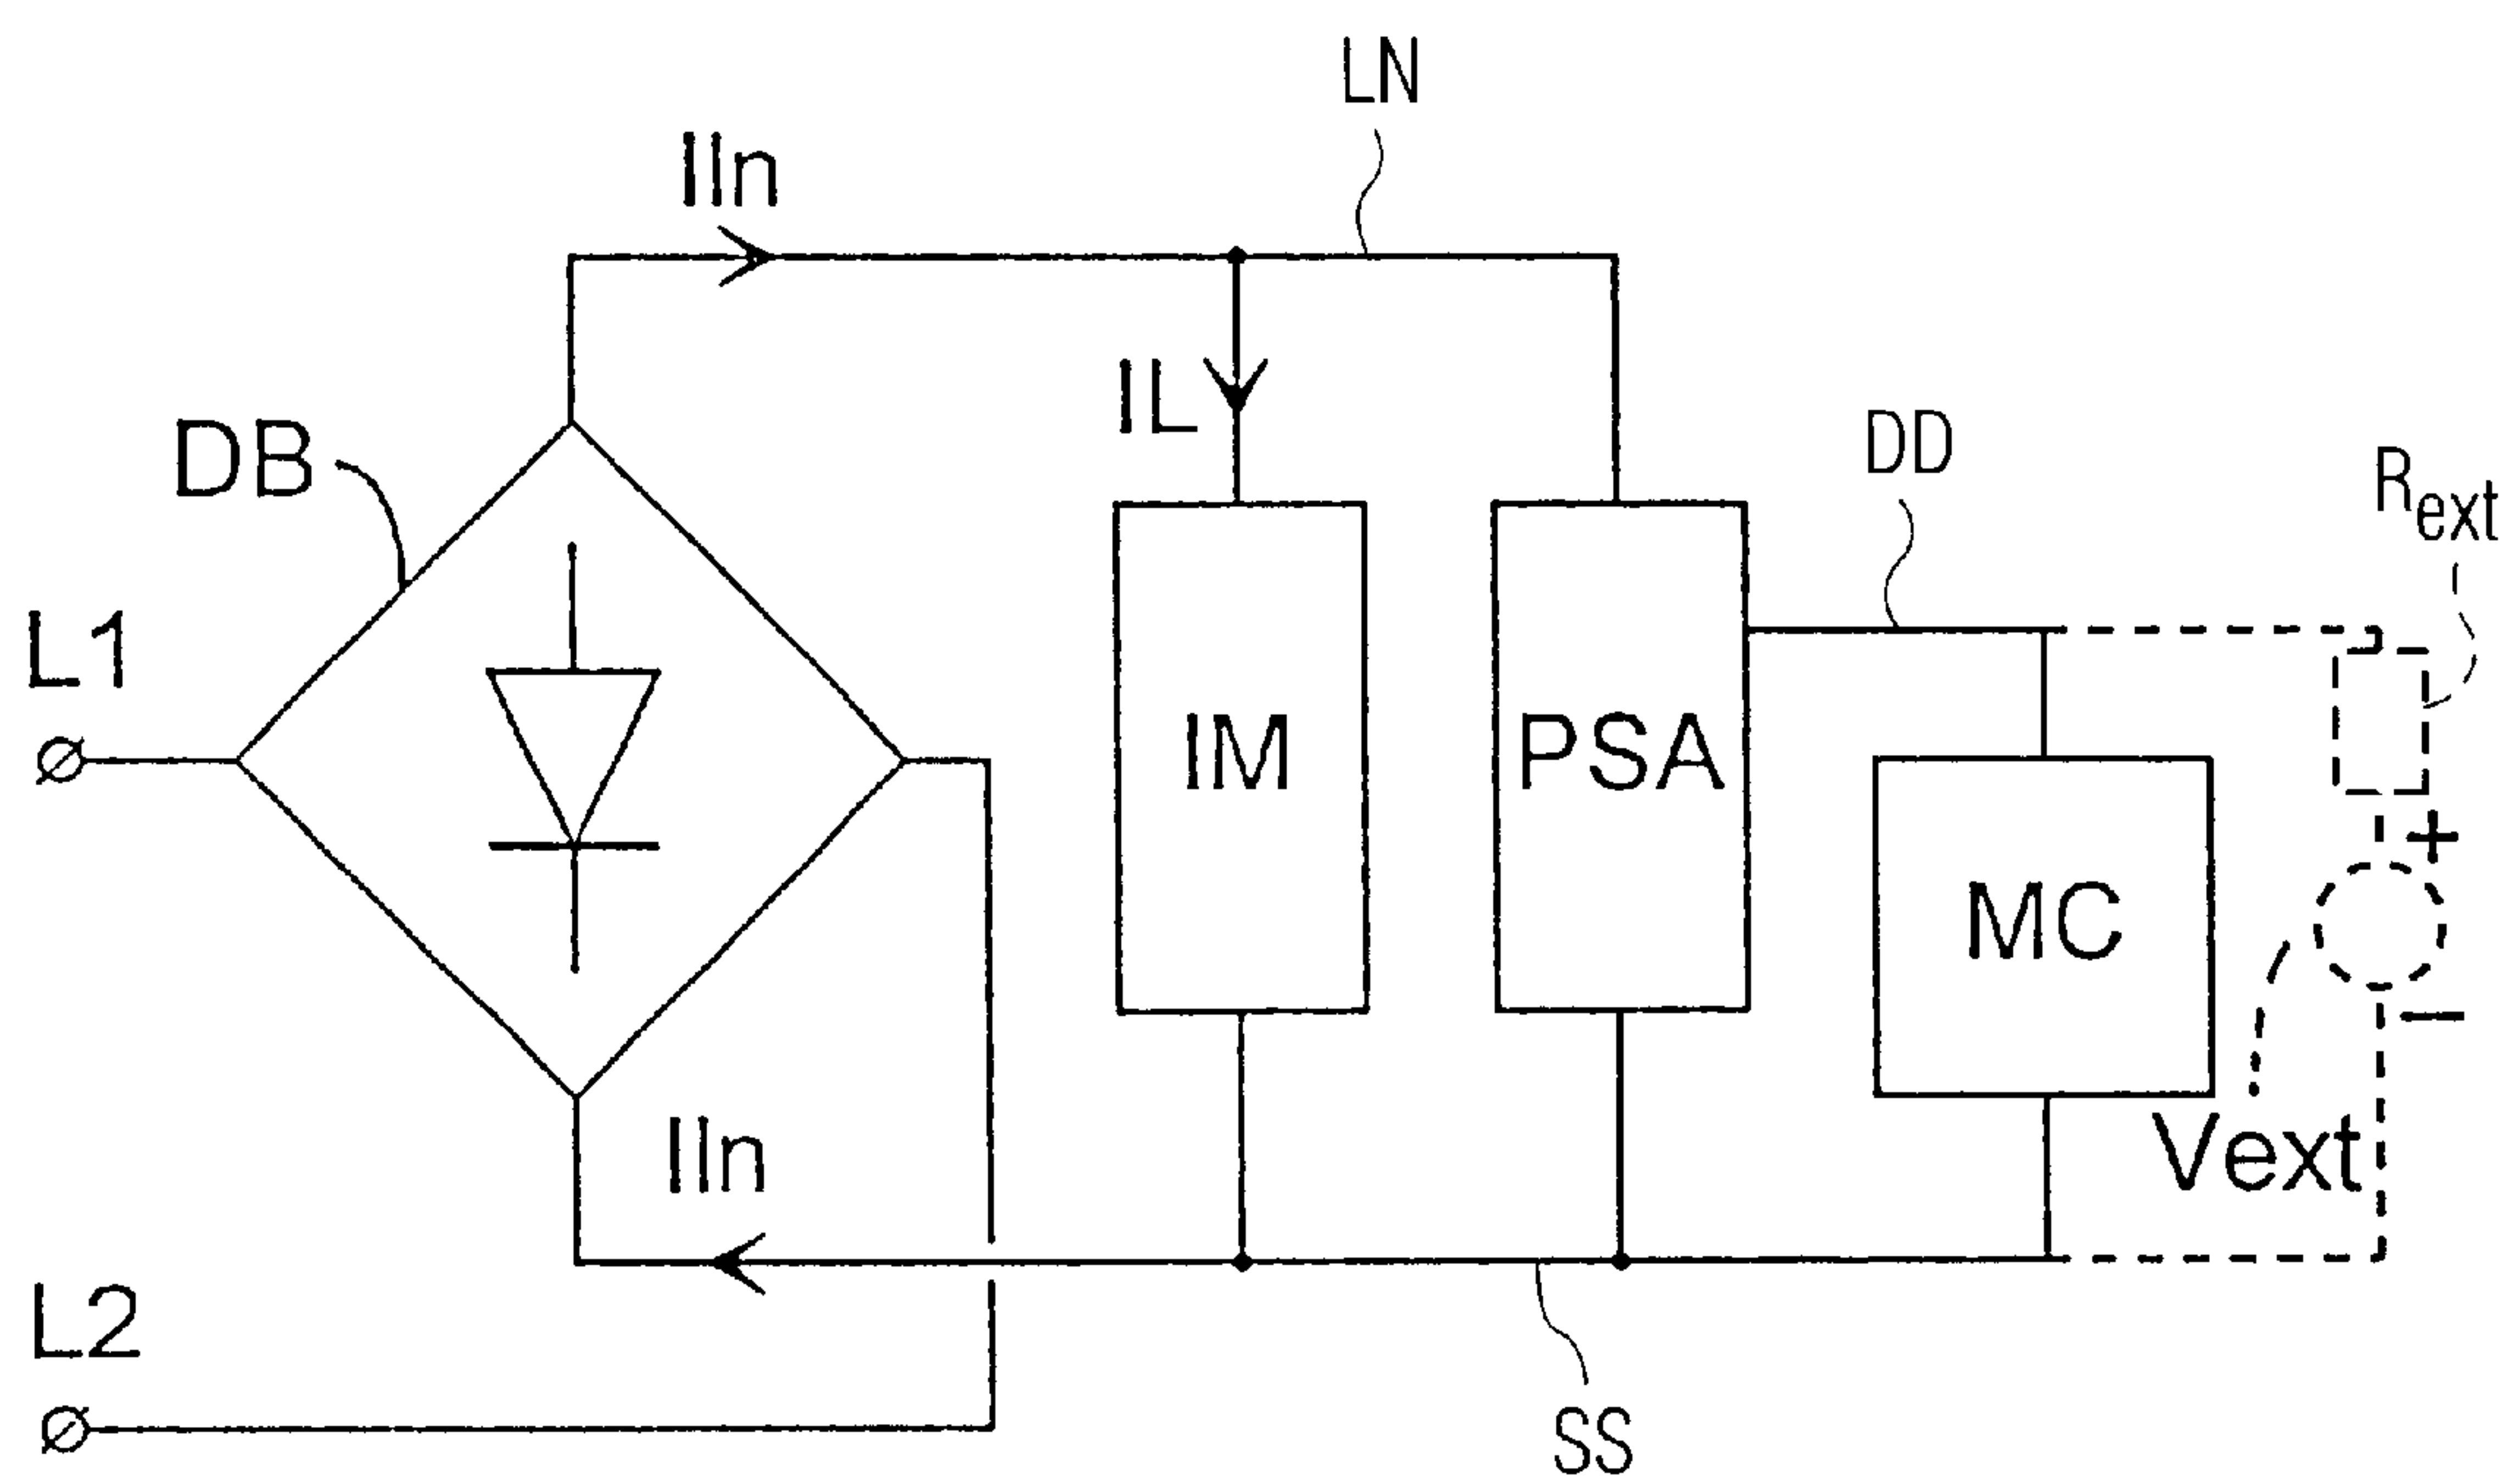 LN
IIn
IL
DB
DD
Rext
L1
IM
PSA
+
MC
−
Vext
IIn
L2
SS